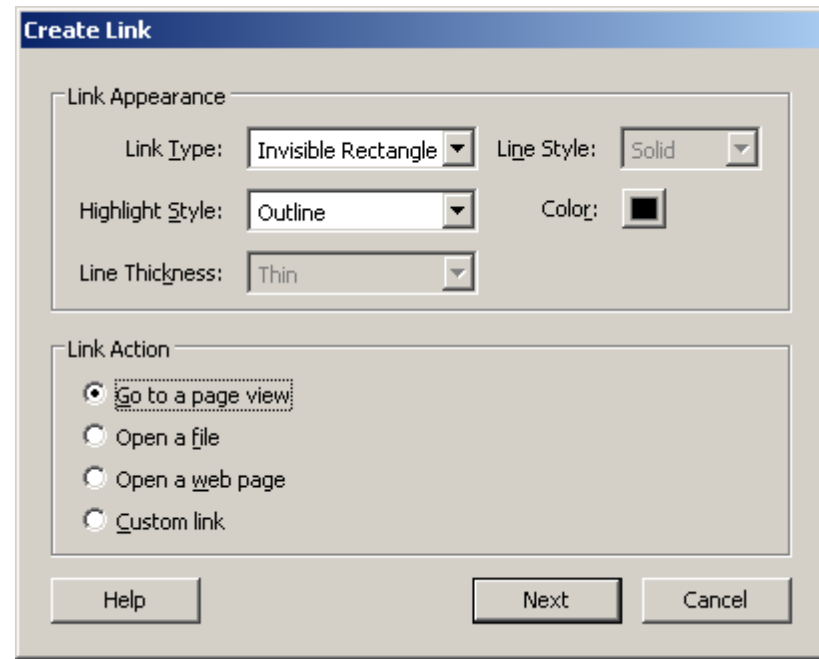 Create Link
Link Appearance
Link Type: Invisible Rectangle Line Style: Solid
Highlight Style: Outline Color:
Line Thickness: Thin
Link Action
Go to a page view
Open a file
Open a web page
Custom link
Help Next Cancel